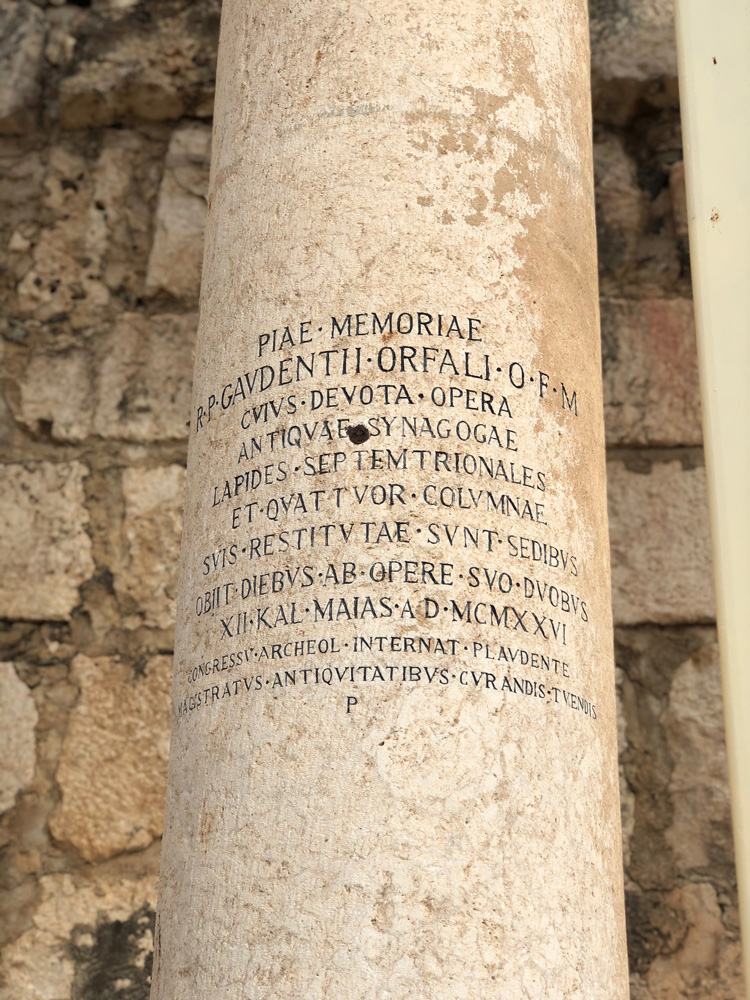 PIAE · MEMORIAE
R · P · GAVDENTII · ORFALI · O · F · M
CVIVS · DEVOTA · OPERA
ANTIQVAE · SYNAGOGAE
LAPIDES · SEPTEMTRIONALES
ET · QVATTVOR · COLVMNAE
SVIS · RESTITVTAE · SVNT · SEDIBVS
OBIIT · DIEBVS · AB · OPERE · SVO · DVOBVS
XII · KAL · MAIAS · A D · MCMXXVI
CONGRESSV · ARCHEOL · INTERNAT · PLAVDENTE
MAGISTRATVS · ANTIQVITATIBVS · CVRANDIS · TVENDIS
P